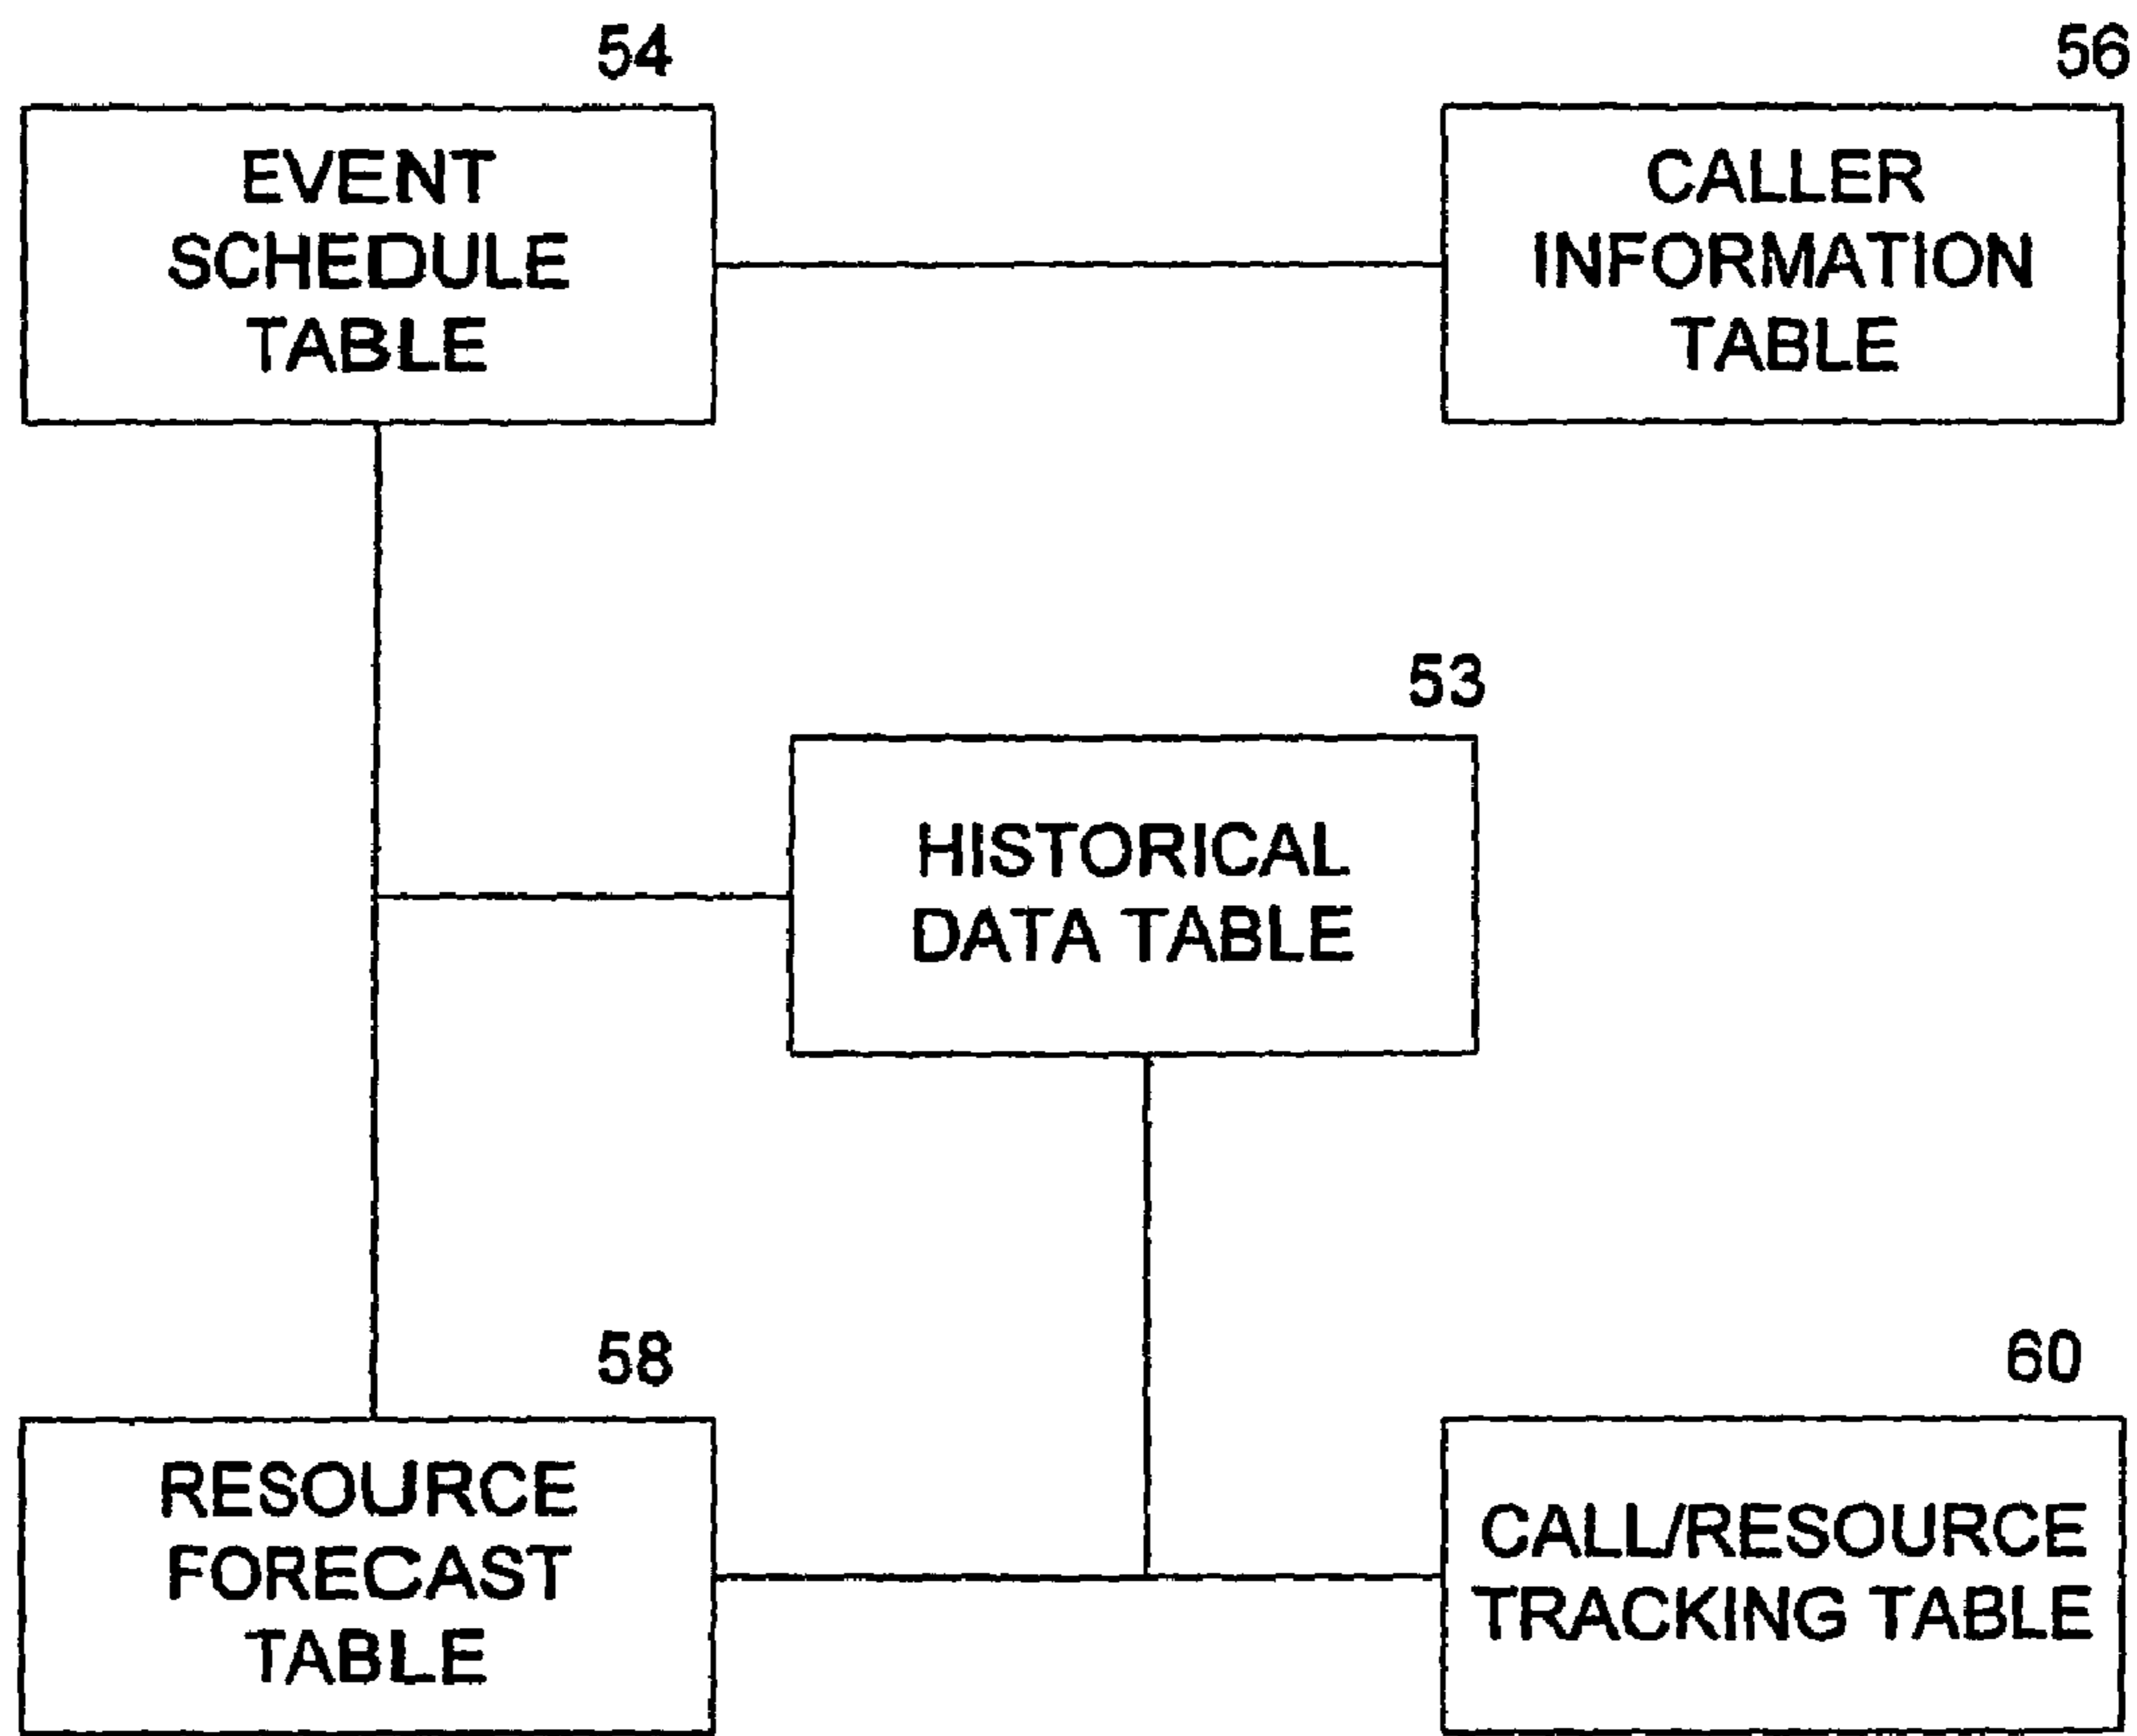 54
EVENT
SCHEDULE
TABLE
56
CALLER
INFORMATION
TABLE
53
HISTORICAL
DATA TABLE
58
RESOURCE
FORECAST
TABLE
60
CALL/RESOURCE
TRACKING TABLE